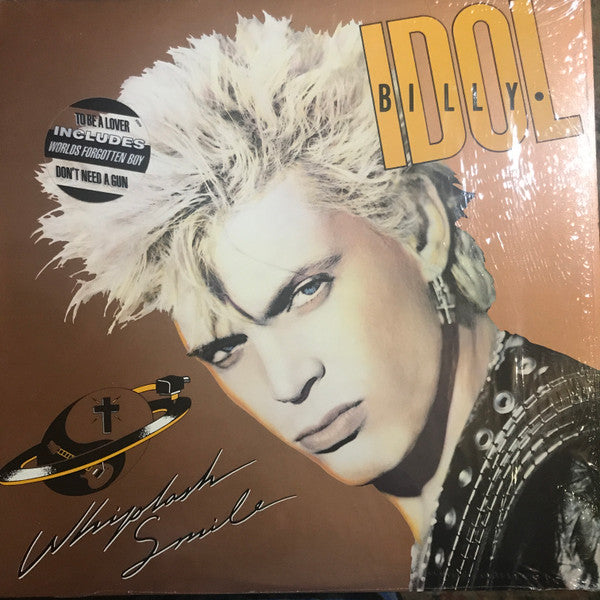 BILLY.
IDOL
TO BE A LOVER
INCLUDES
WORLDS FORGOTTEN BOY
DON'T NEED A GUN
Whiplash
Smile